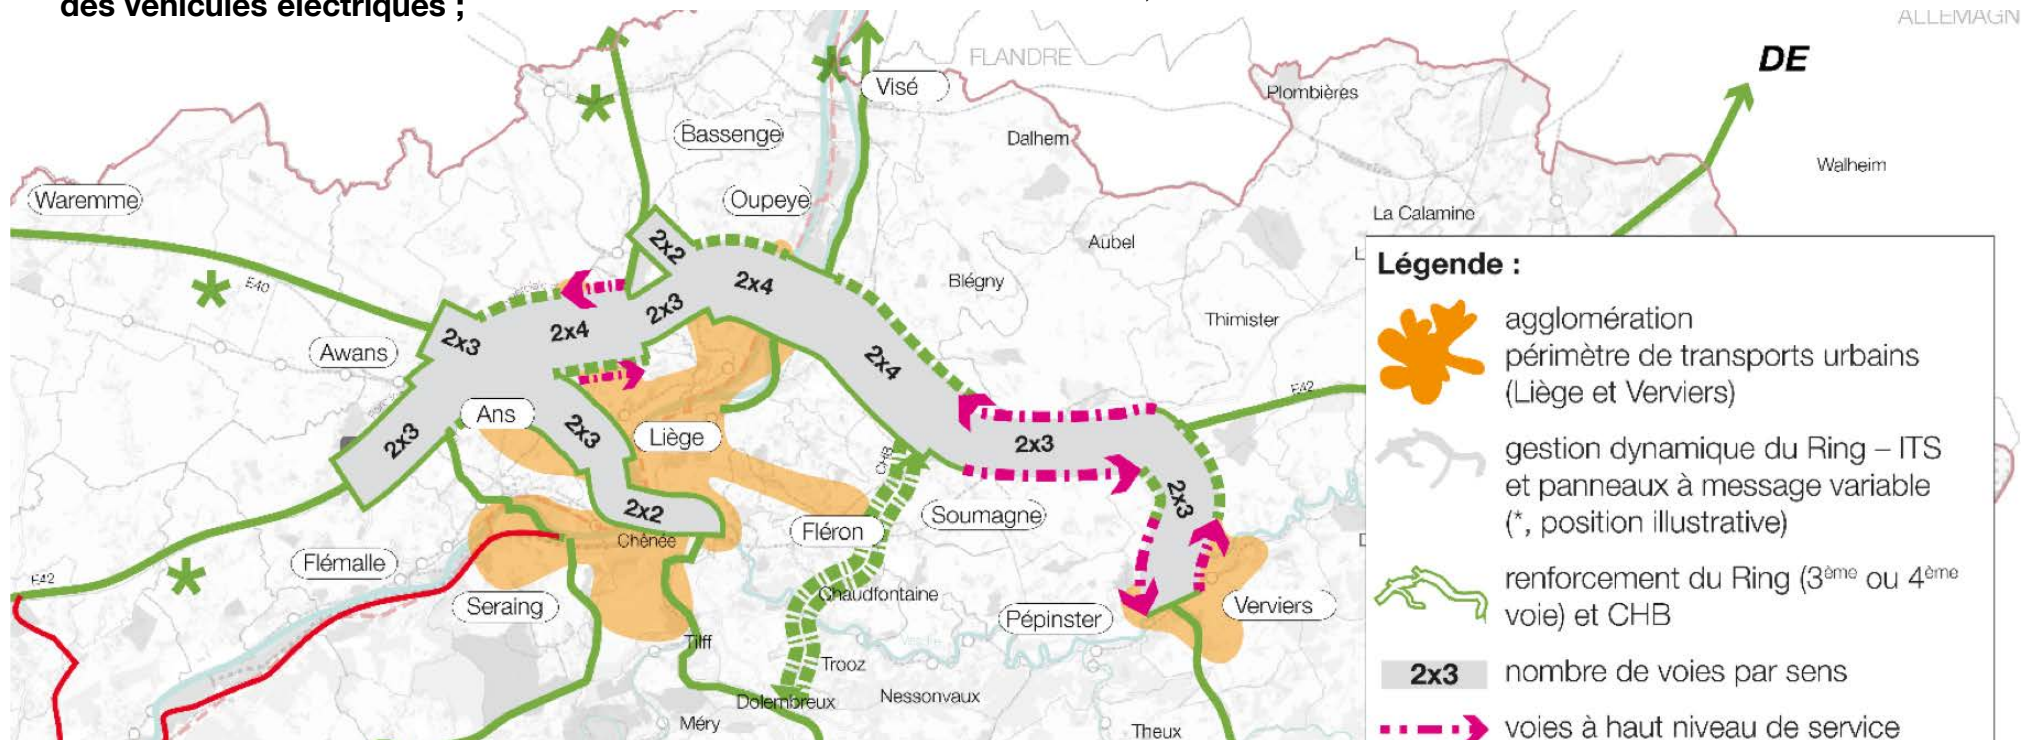 des véhicules électriques ;
ALLEMAGN
FLANDRE
DE
Visé
Plombières
Bassenge
Dalhem
Walheim
Waremme
Oupeye
La Calamine
Aubel
2x2
L
Légende :
E40
2x4
Blégny
agglomération
périmètre de transports urbains
(Liège et Verviers)
2x3
2x4
2x3
Thimister
Awans
2x4
E42
Ans
2x3
Liège
2x3
2x3
gestion dynamique du Ring – ITS
et panneaux à message variable
(*, position illustrative)
CHB
2x3
2x2
Soumagne
Fléron
Chênée
D
Flémalle
E42
renforcement du Ring (3ème ou 4ème
voie) et CHB
Chaudfontaine
Seraing
Pépinster
Verviers
Tilff
Trooz
2x3 nombre de voies par sens
Dolembreux
Nessonvaux
Méry
Theux
voies à haut niveau de service